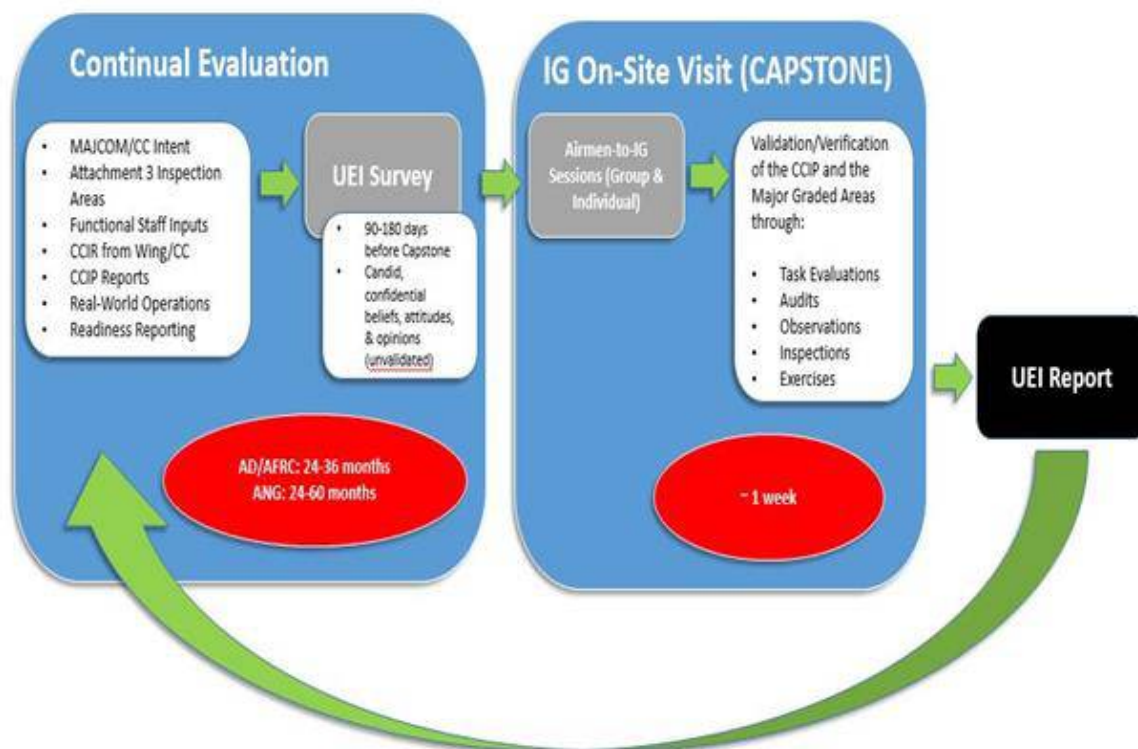 Continual Evaluation
• MAJCOM/CC Intent
• Attachment 3 Inspection
Areas
• Functional Staff Inputs
• CCIR from Wing/CC
• CCIP Reports
• Real-World Operations
• Readiness Reporting
UEI Survey
• 90-180 days
before Capstone
• Candid,
confidential
beliefs, attitudes,
& opinions
(unvalidated)
AD/AFRC: 24-36 months
ANG: 24-60 months
IG On-Site Visit (CAPSTONE)
Airmen-to-IG
Sessions (Group &
Individual)
Validation/Verification
of the CCIP and the
Major Graded Areas
through:
• Task Evaluations
• Audits
• Observations
• Inspections
• Exercises
~ 1 week
UEI Report